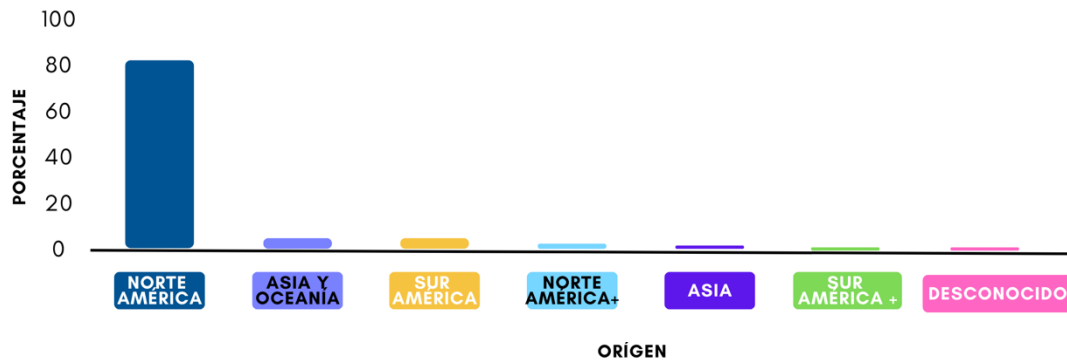 100
80
60
40
20
0
PORCENTAJE
NORTE
AMÉRICA
ASIA Y
OCEANÍA
SUR
AMÉRICA
NORTE
AMÉRICA+
ASIA
SUR
AMÉRICA +
DESCONOCIDO
ORÍGEN